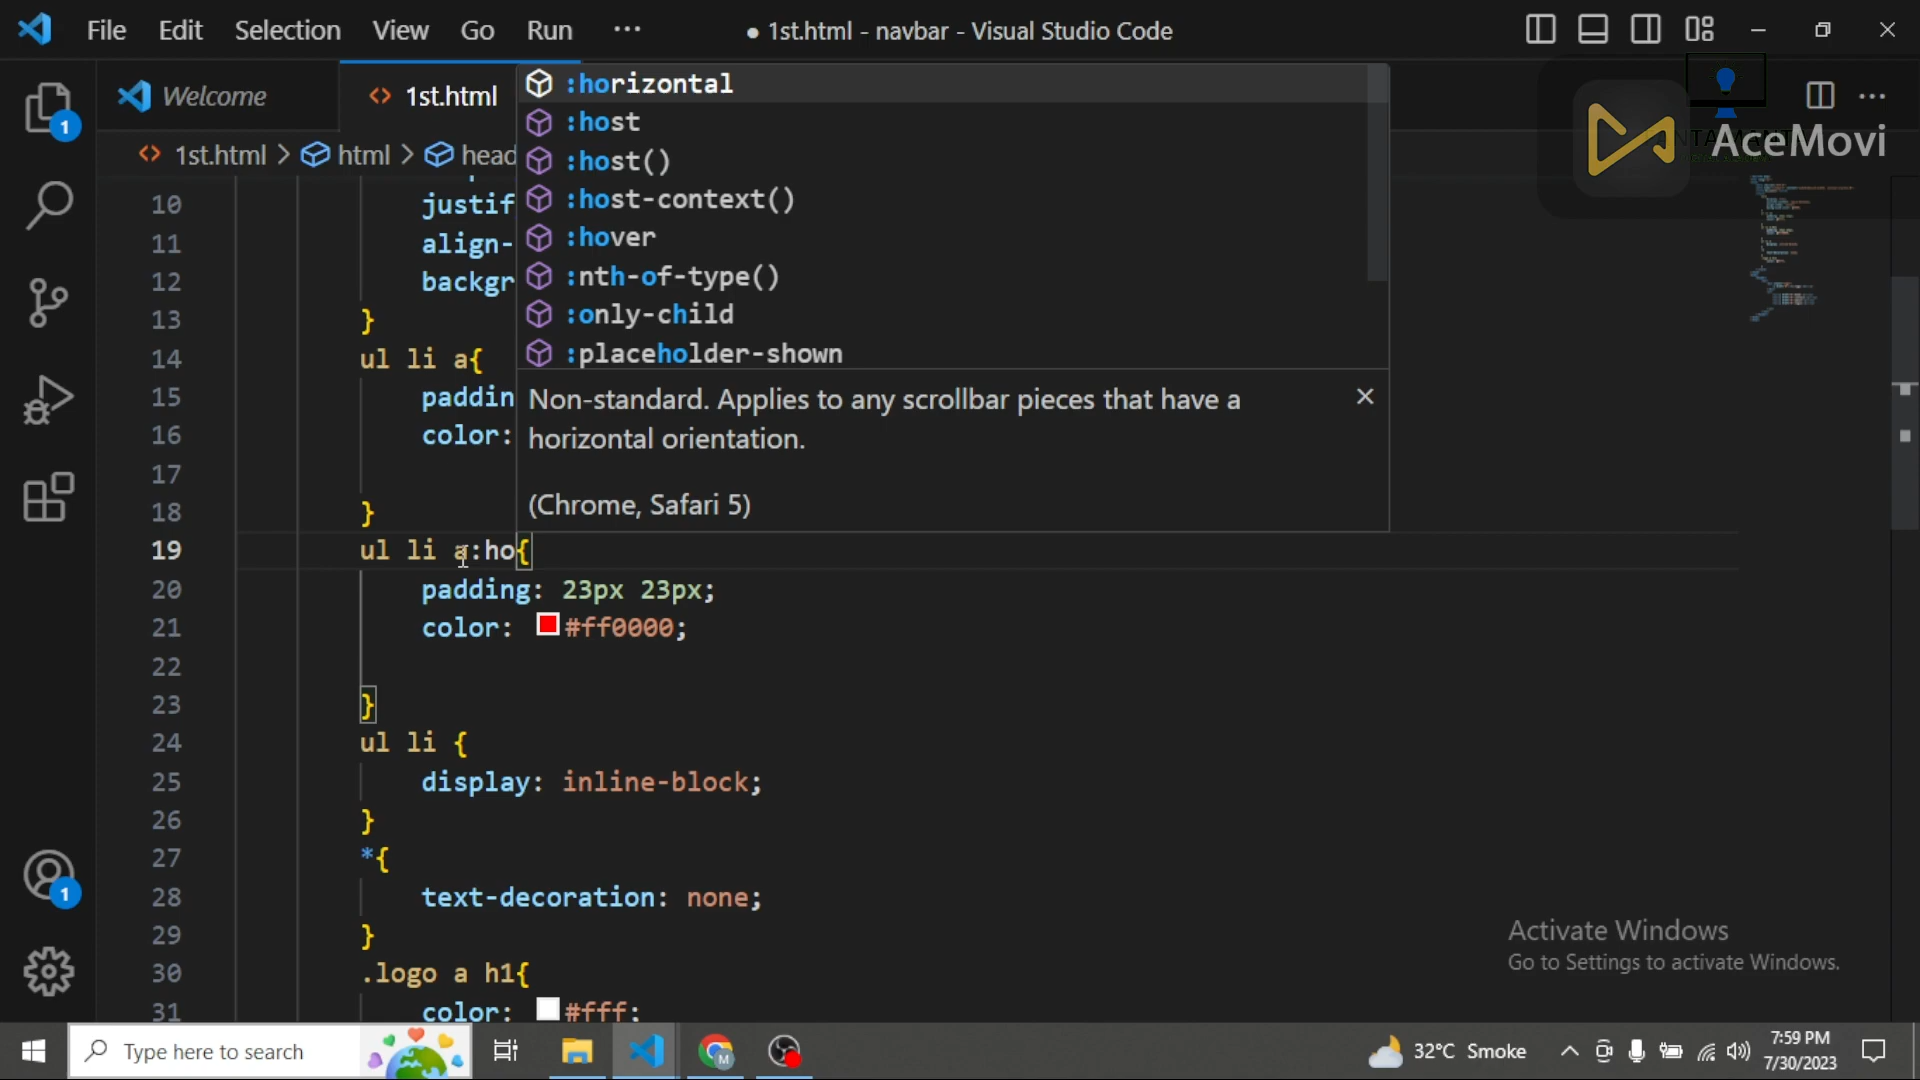 File Edit Selection View Go Run ··· ● 1st.html - navbar - Visual Studio Code
Welcome
1st.html
AceMovi
1st.html > html > head
:horizontal
:host
:host()
:host-context()
:hover
:nth-of-type()
:only-child
:placeholder-shown
Non-standard. Applies to any scrollbar pieces that have a
horizontal orientation.
(Chrome, Safari 5)
10 justif
11 align-
12 backgr
13 }
14 ul li a{
15 paddin
16 color:
17
18 }
19 ul li a:ho{
20 padding: 23px 23px;
21 color: #ff0000;
22
23 }
24 ul li {
25 display: inline-block;
26 }
27 *{
28 text-decoration: none;
29 }
30 .logo a h1{
31 color: #fff;
1
1
Activate Windows
Go to Settings to activate Windows.
Type here to search
M
32°C Smoke
7:59 PM
7/30/2023